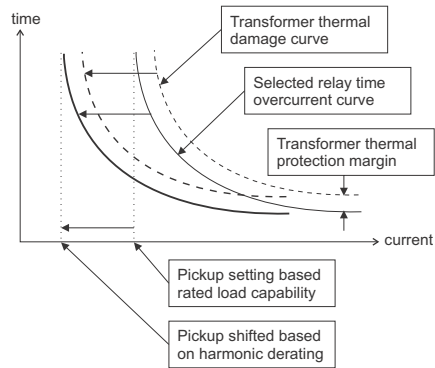 time
Transformer thermal
damage curve
Selected relay time
overcurrent curve
Transformer thermal
protection margin
current
Pickup setting based
rated load capability
Pickup shifted based
on harmonic derating